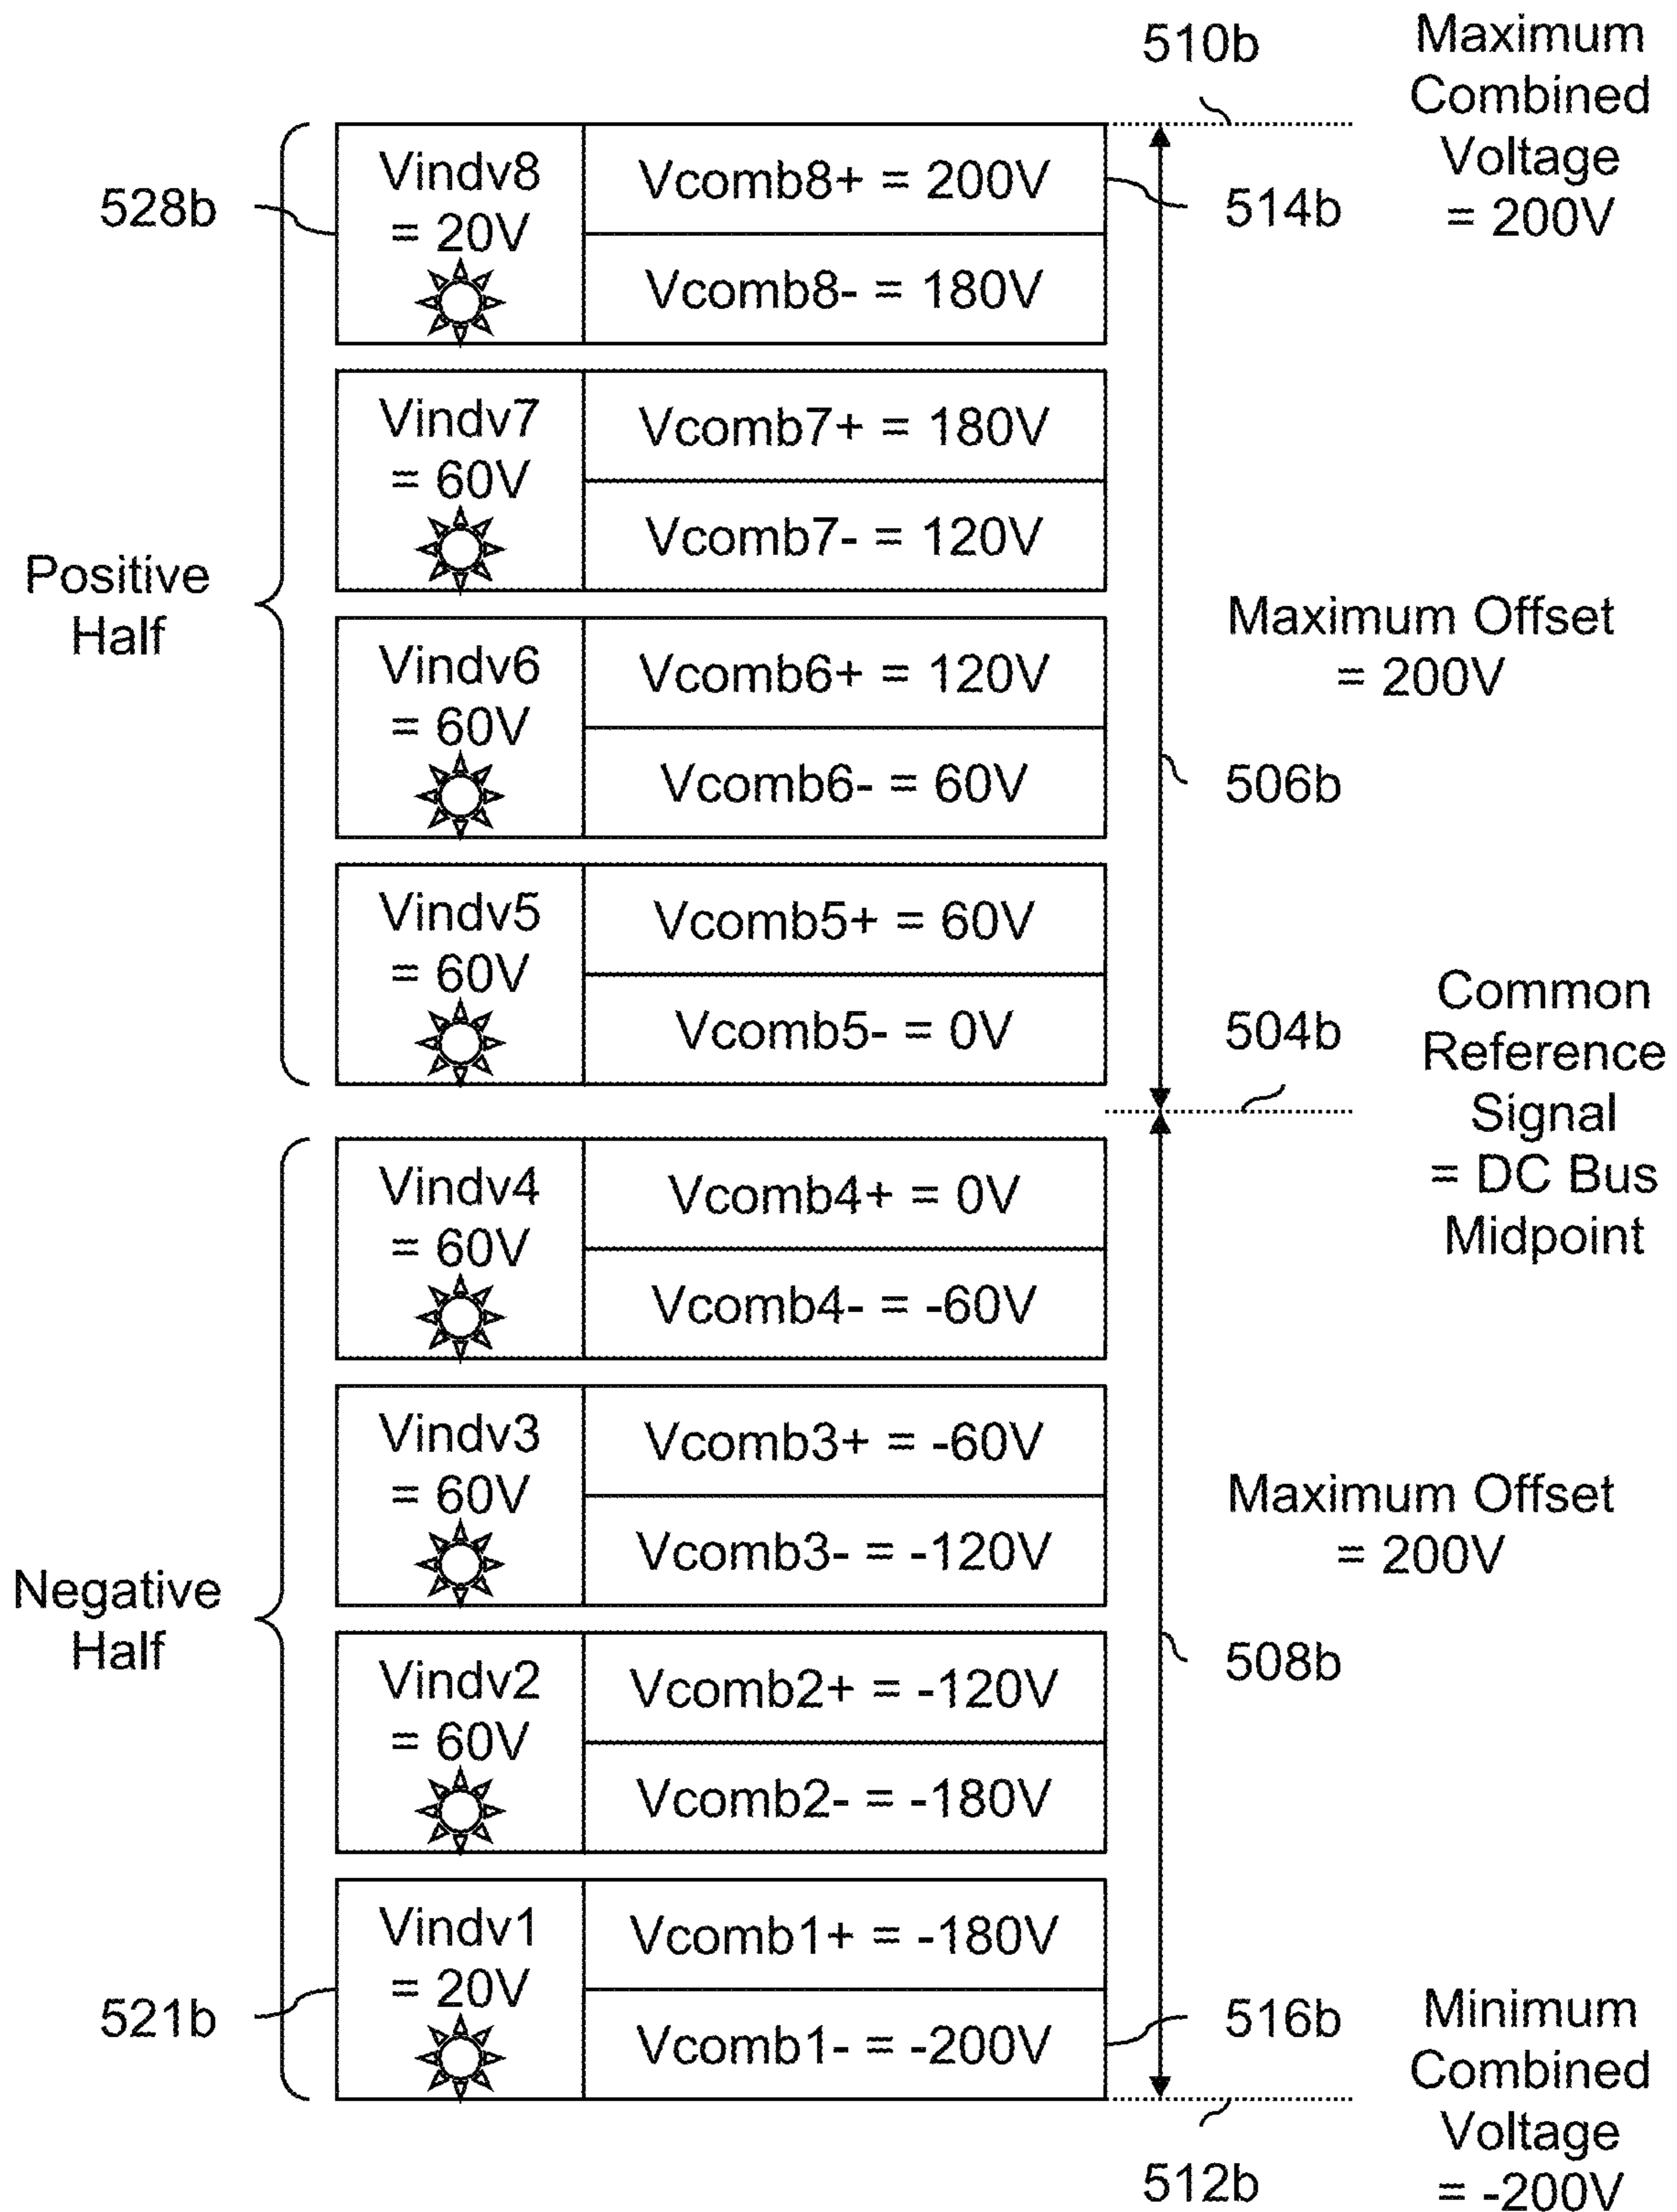 510b
Maximum
Combined
Voltage
= 200V
528b
Vindv8
= 20V
Vcomb8+ = 200V
Vcomb8- = 180V
514b
Vindv7
= 60V
Vcomb7+ = 180V
Vcomb7- = 120V
Positive
Half
Vindv6
= 60V
Vcomb6+ = 120V
Vcomb6- = 60V
Maximum Offset
= 200V
506b
Vindv5
= 60V
Vcomb5+ = 60V
Vcomb5- = 0V
504b
Common
Reference
Signal
= DC Bus
Midpoint
Vindv4
= 60V
Vcomb4+ = 0V
Vcomb4- = -60V
Vindv3
= 60V
Vcomb3+ = -60V
Vcomb3- = -120V
Maximum Offset
= 200V
Negative
Half
Vindv2
= 60V
Vcomb2+ = -120V
Vcomb2- = -180V
508b
521b
Vindv1
= 20V
Vcomb1+ = -180V
Vcomb1- = -200V
516b
Minimum
Combined
Voltage
= -200V
512b